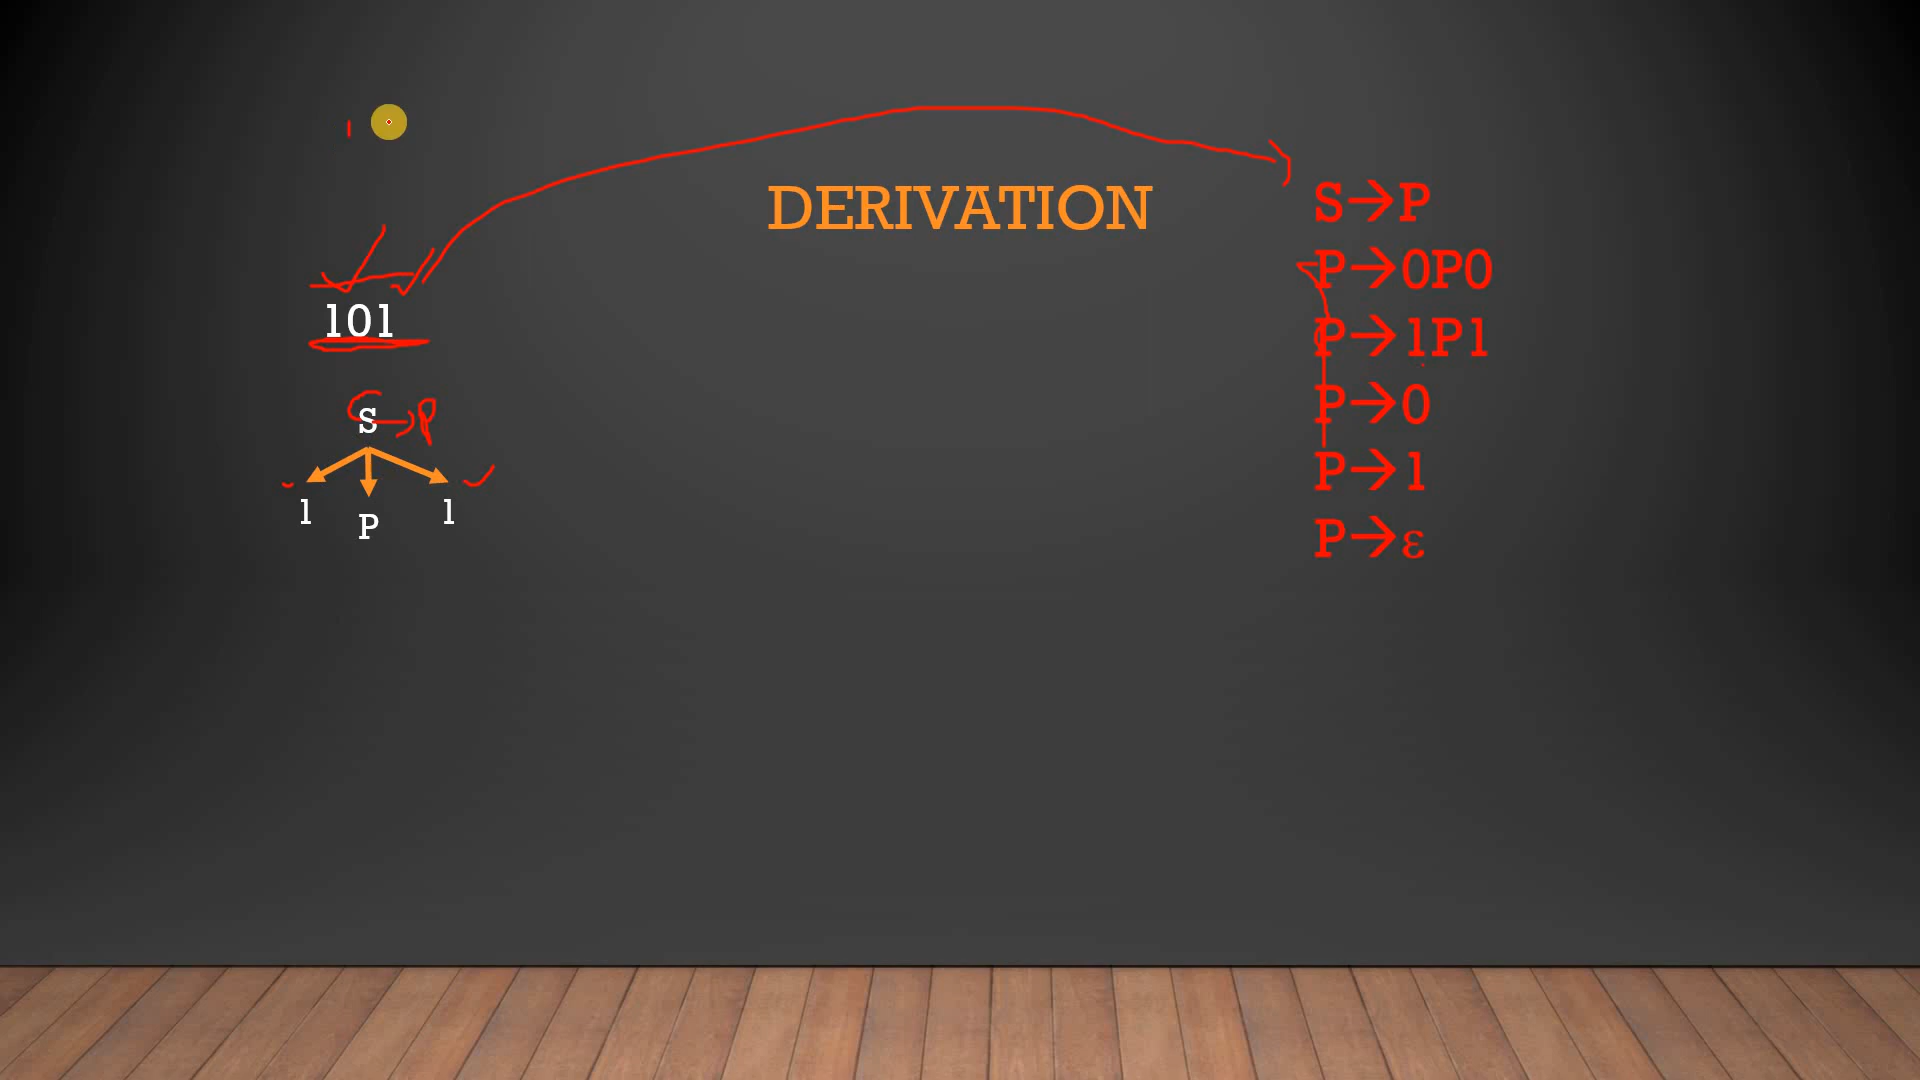 DERIVATION
101
S→P
1 P 1
S→P
P→0P0
P→1P1
P→0
P→1
P→ε